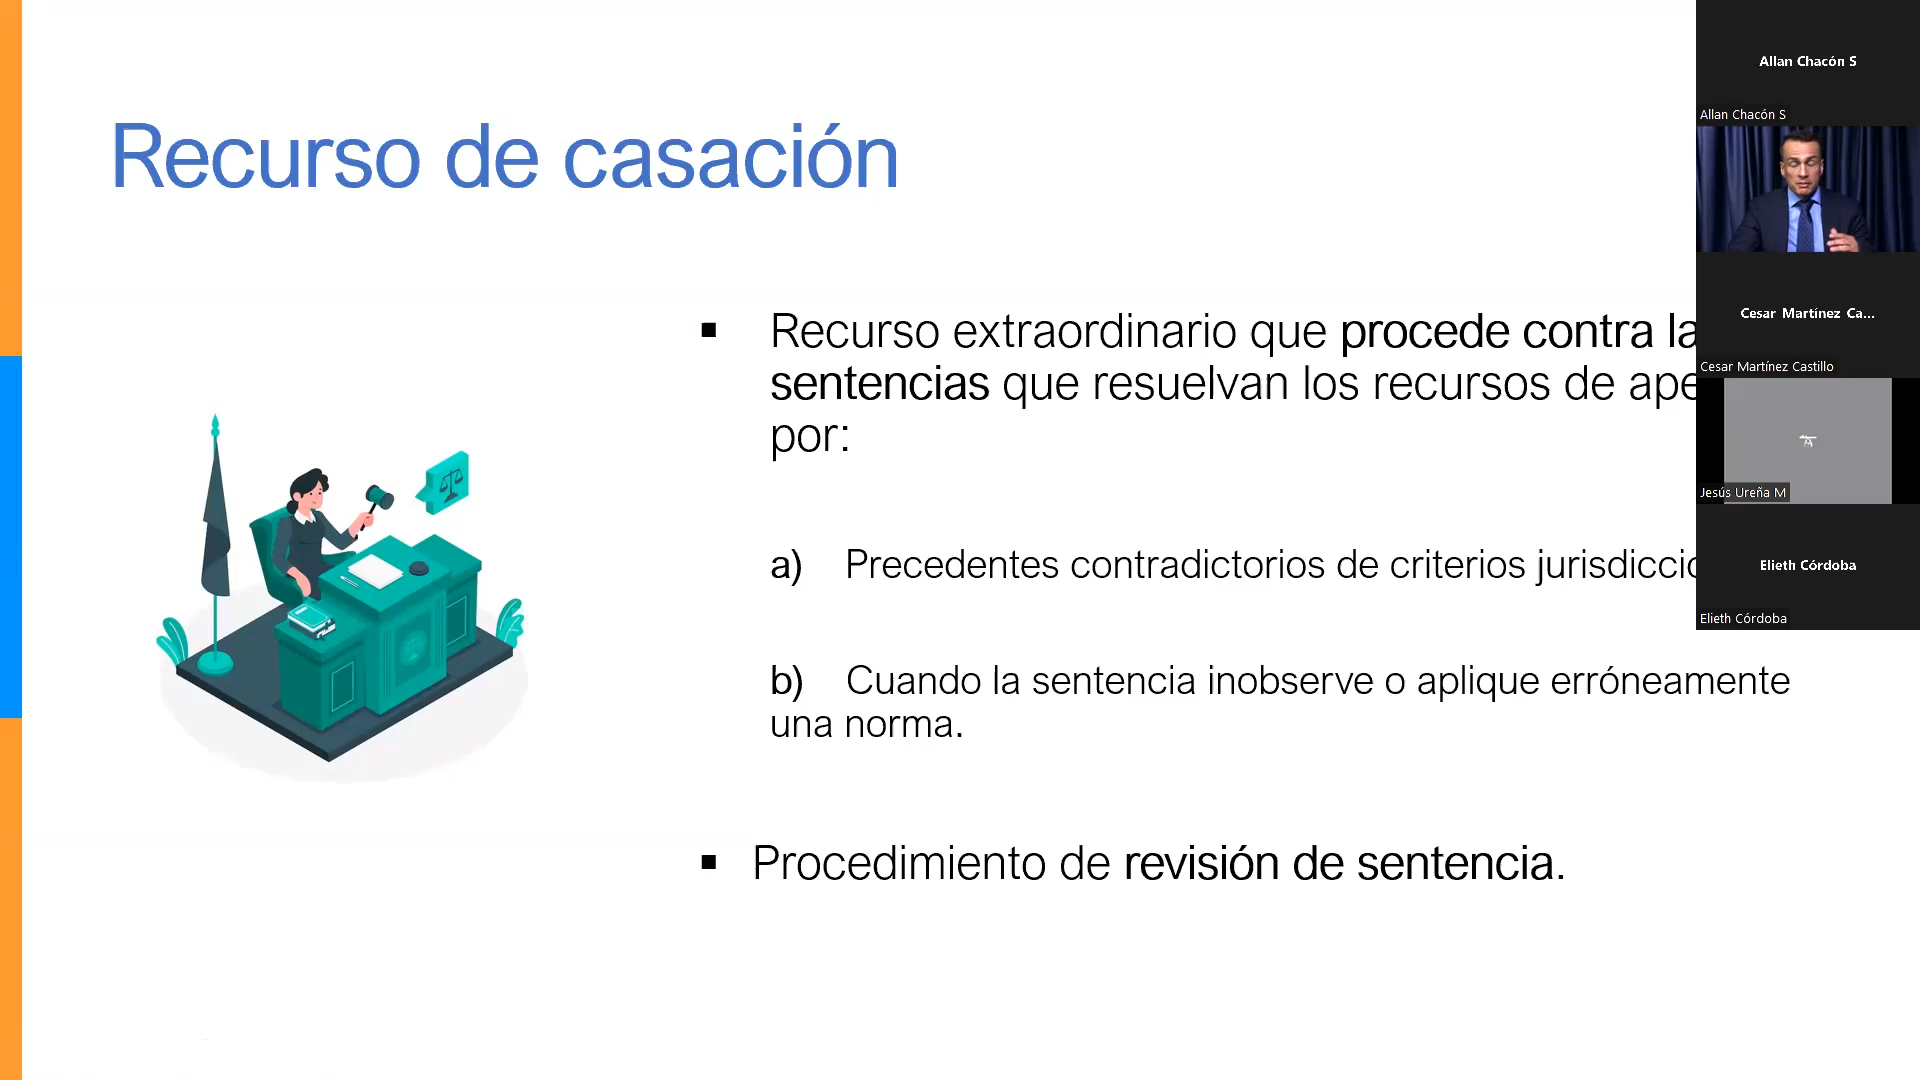 Recurso de casación
▪ Recurso extraordinario que procede contra la
sentencias que resuelvan los recursos de ape
por:
a) Precedentes contradictorios de criterios jurisdiccio
b) Cuando la sentencia inobserve o aplique erróneamente
una norma.
▪ Procedimiento de revisión de sentencia.
Allan Chacón S
Allan Chacón S
Cesar Martínez Ca...
Cesar Martínez Castillo
Jesús Ureña M
Elieth Córdoba
Elieth Córdoba